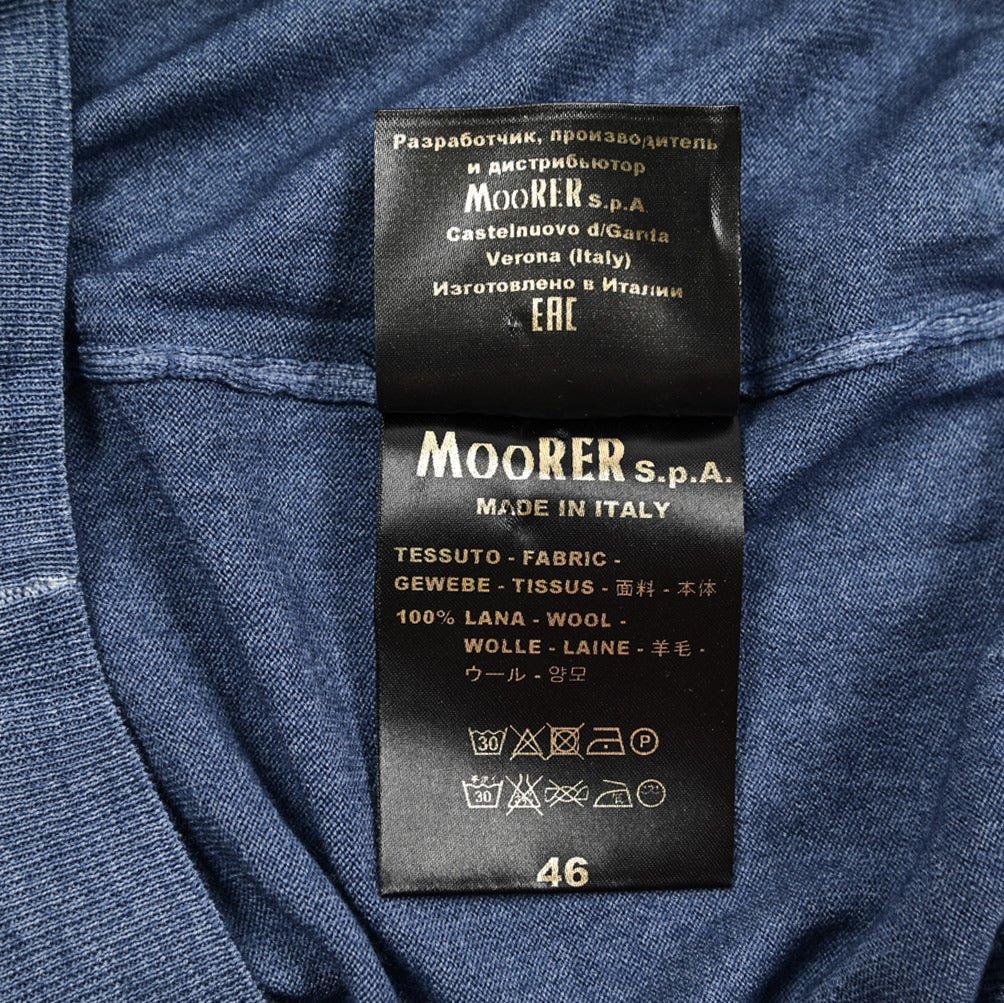 Разработчик, производитель
и дистрибьютор
MOORER S.p.A
Castelnuovo d/Garda
Verona (Italy)
Изготовлено в Италии
EAC
MOORER S.p.A.
MADE IN ITALY
TESSUTO - FABRIC -
GEWEBE - TISSUS - 面料 - 本体
100% LANA - WOOL -
WOLLE - LAINE - 羊毛 -
ウール - 양모
30 P
30
46